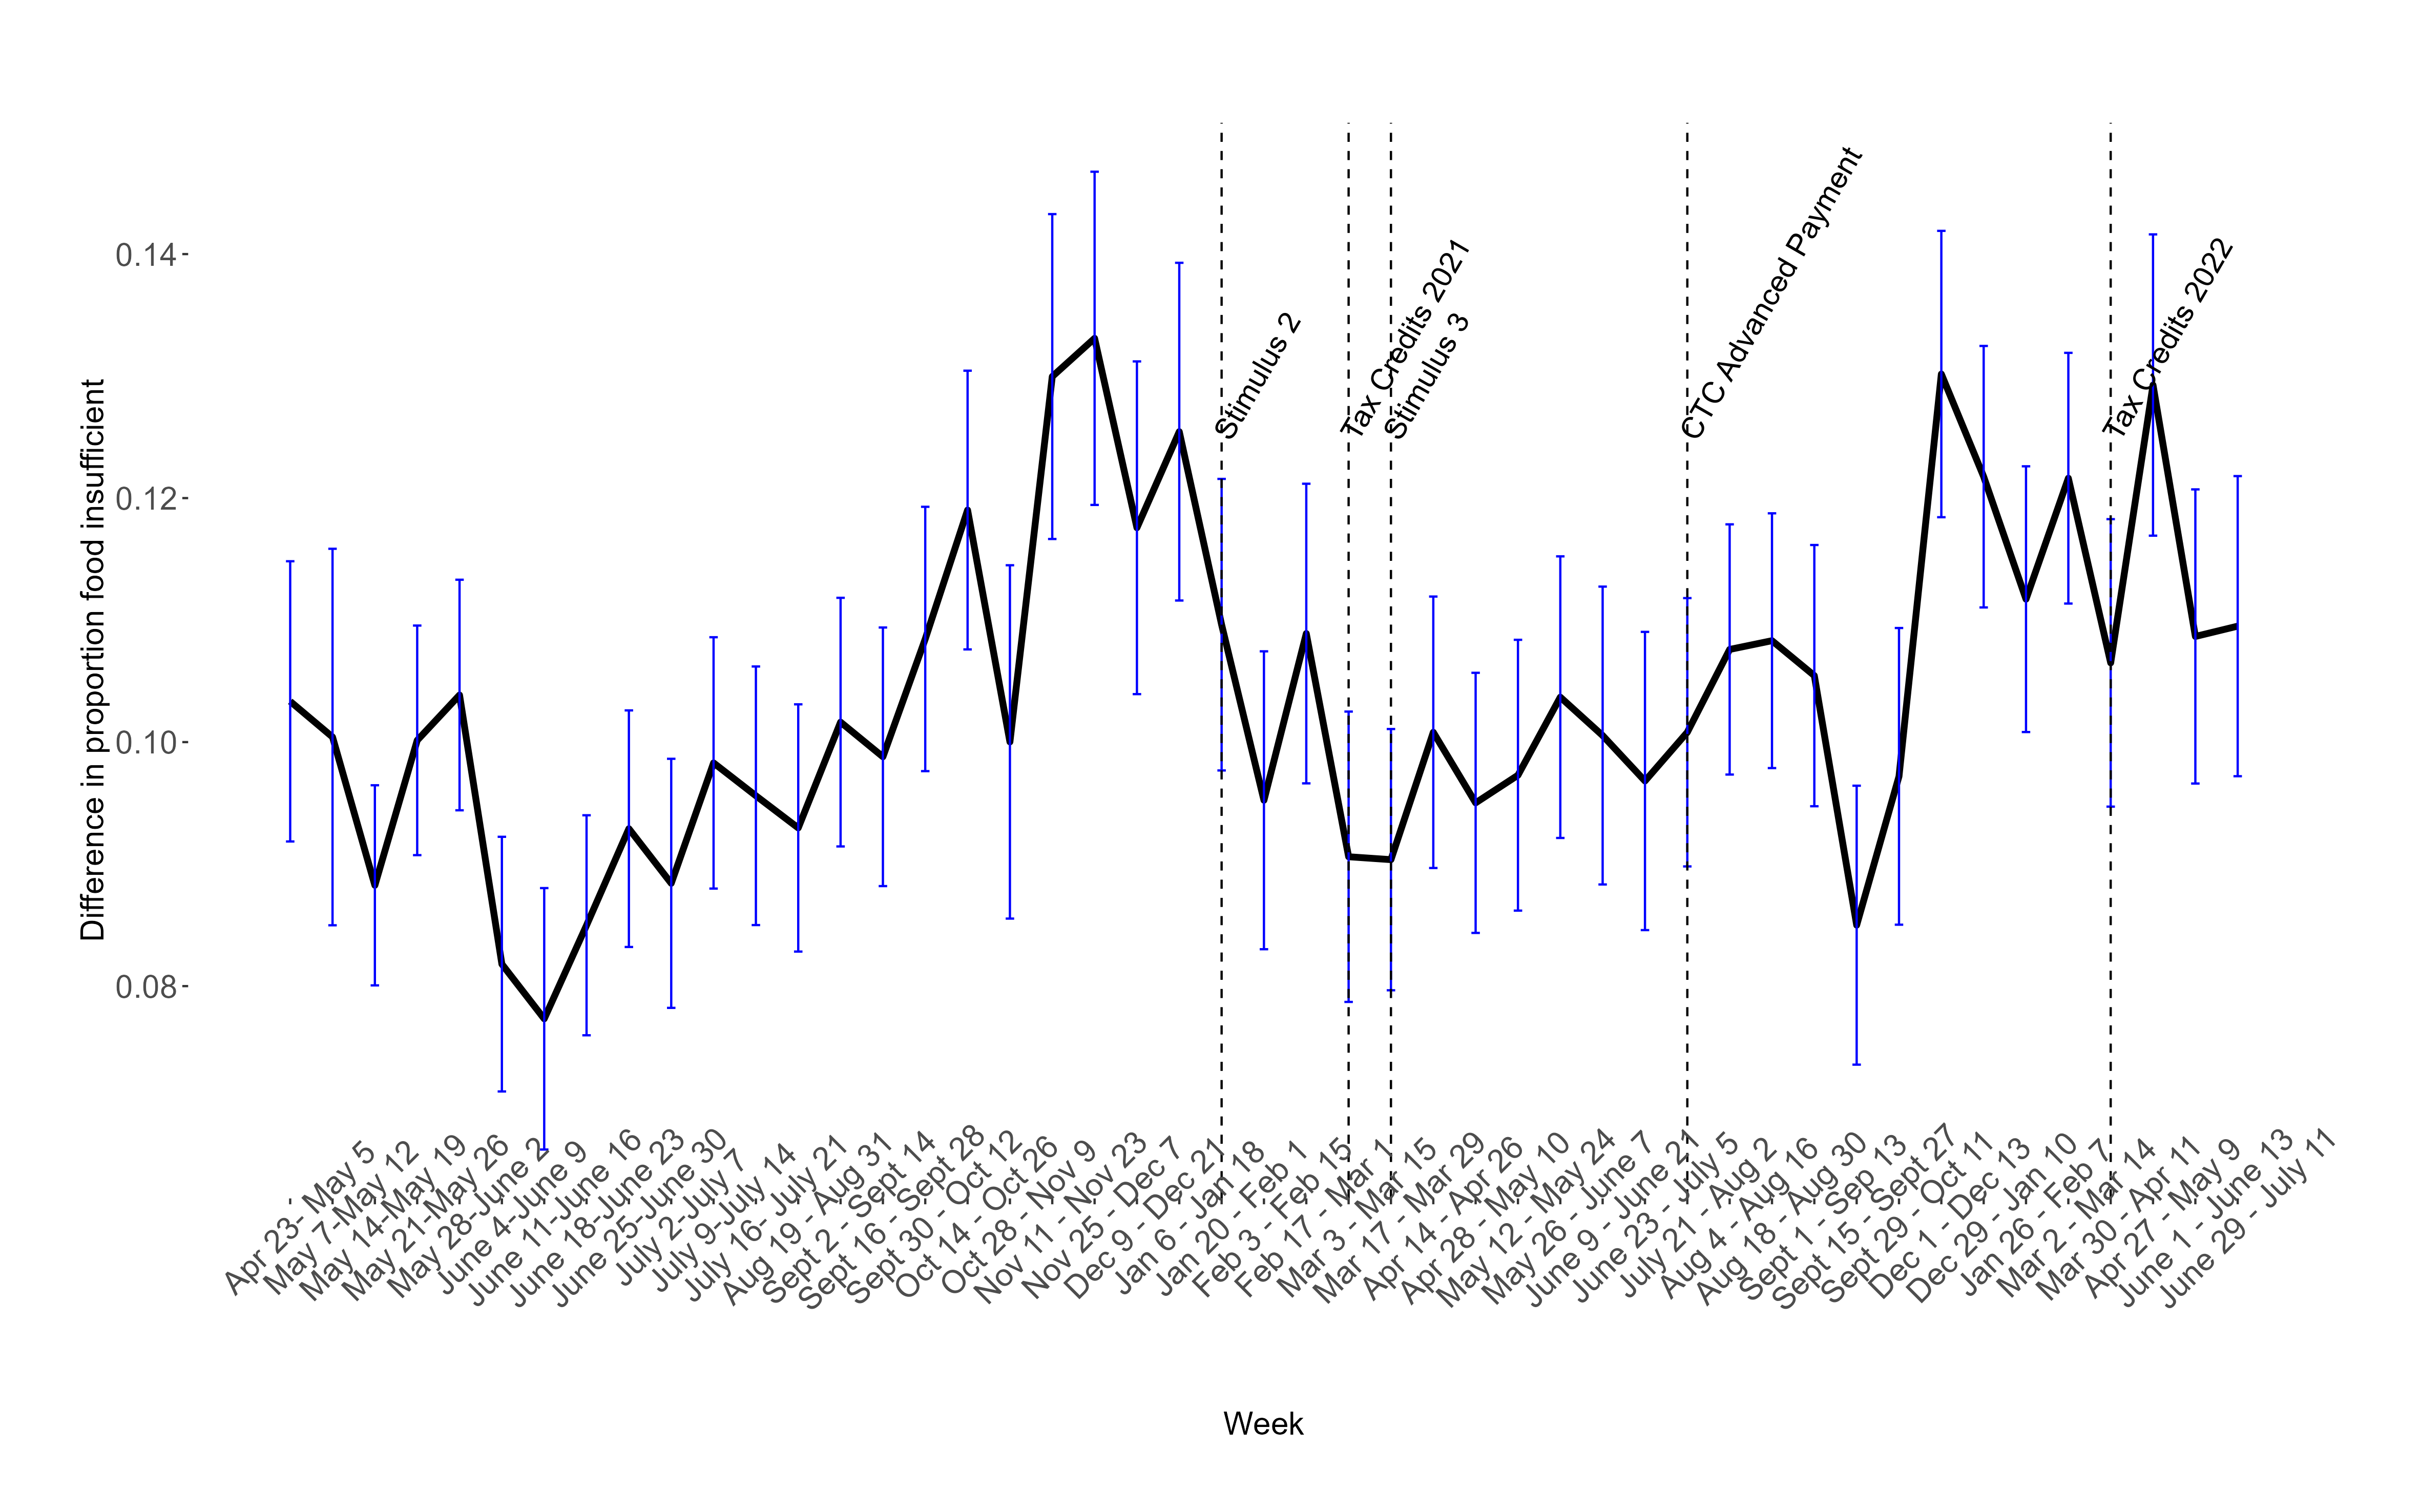 Difference in proportion food insufficient
0.14
0.12
0.10
0.08
Stimulus 2
Tax Credits 2021
Stimulus 3
CTC Advanced Payment
Tax Credits 2022
Apr 23- May 5
May 7-May 12
May 14-May 19
May 21-May 26
May 28-June 2
June 4-June 9
June 11-June 16
June 18-June 23
June 25-June 30
July 2-July 7
July 9-July 14
July 16- July 21
Aug 19 - Aug 31
Sept 2 - Sept 14
Sept 16 - Sept 28
Sept 30 - Oct 12
Sept 14 - Oct 26
Oct 28 - Nov 9
Nov 11 - Nov 23
Nov 25 - Dec 7
Dec 9 - Dec 21
Jan 6 - Jan 18
Jan 20 - Feb 1
Feb 3 - Feb 15
Feb 17 - Mar 1
Mar 3 - Mar 15
Mar 17 - Mar 29
Apr 14 - Apr 26
Apr 28 - May 10
May 12 - May 24
May 26 - June 7
June 9 - June 21
June 23 - July 5
July 21 - Aug 2
Aug 4 - Aug 16
Aug 18 - Aug 30
Sept 1 - Sep 13
Sept 15 - Sept 27
Sept 29 - Oct 11
Dec 1 - Dec 13
Dec 29 - Jan 10
Jan 26 - Feb 7
Mar 2 - Mar 14
Mar 30 - Apr 11
Apr 27 - May 9
June 1 - June 13
June 29 - July 11
Week